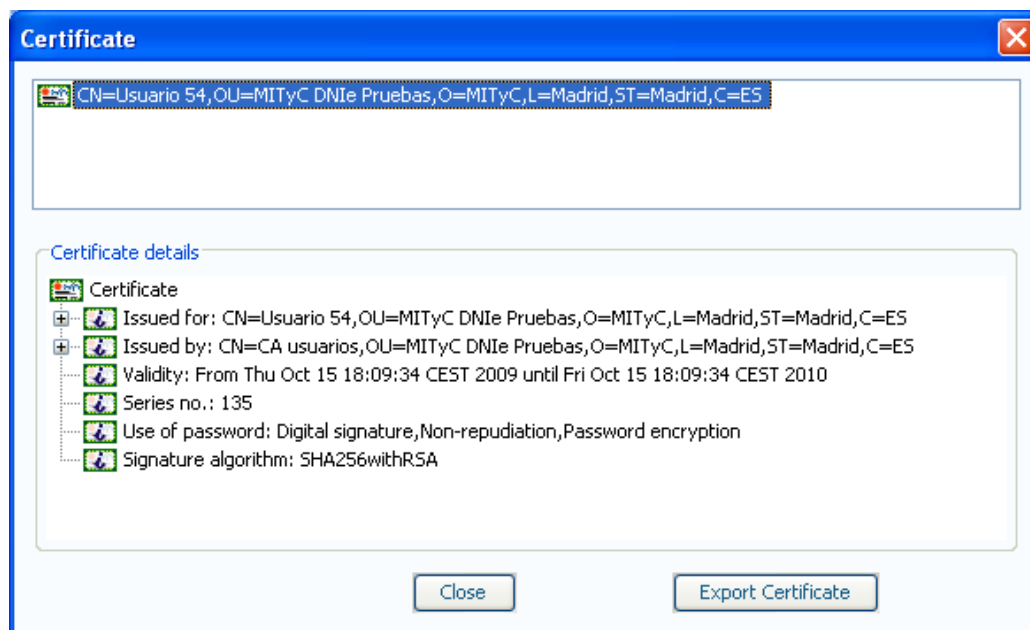 Certificate
CN=Usuario 54,OU=MITyC DNIe Pruebas,O=MITyC,L=Madrid,ST=Madrid,C=ES
Certificate details
Certificate
Issued for: CN=Usuario 54,OU=MITyC DNIe Pruebas,O=MITyC,L=Madrid,ST=Madrid,C=ES
Issued by: CN=CA usuarios,OU=MITyC DNIe Pruebas,O=MITyC,L=Madrid,ST=Madrid,C=ES
Validity: From Thu Oct 15 18:09:34 CEST 2009 until Fri Oct 15 18:09:34 CEST 2010
Series no.: 135
Use of password: Digital signature,Non-repudiation,Password encryption
Signature algorithm: SHA256withRSA
Close Export Certificate